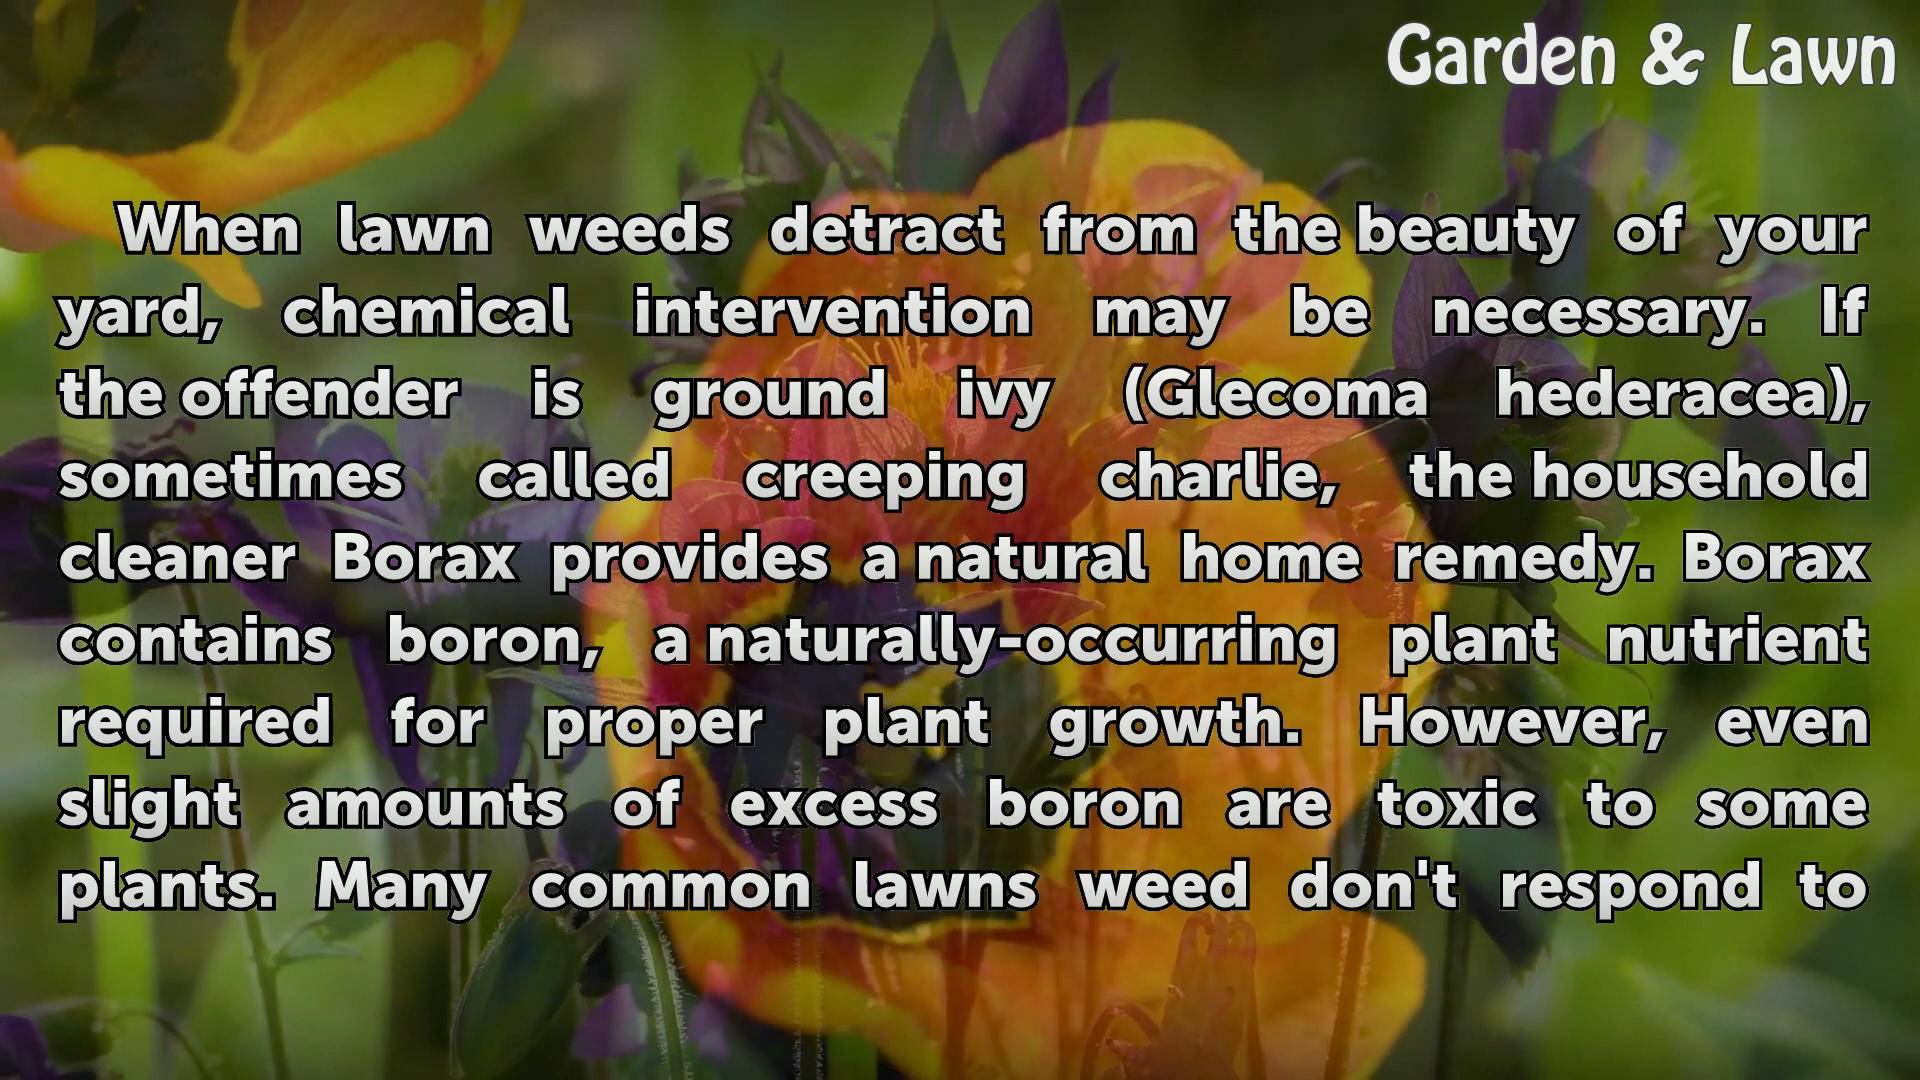 Garden & Lawn
When lawn weeds detract from the beauty of your
yard, chemical intervention may be necessary. If
the offender is ground ivy (Glecoma hederacea),
sometimes called creeping charlie, the household
cleaner Borax provides a natural home remedy. Borax
contains boron, a naturally-occurring plant nutrient
required for proper plant growth. However, even
slight amounts of excess boron are toxic to some
plants. Many common lawns weed don't respond to